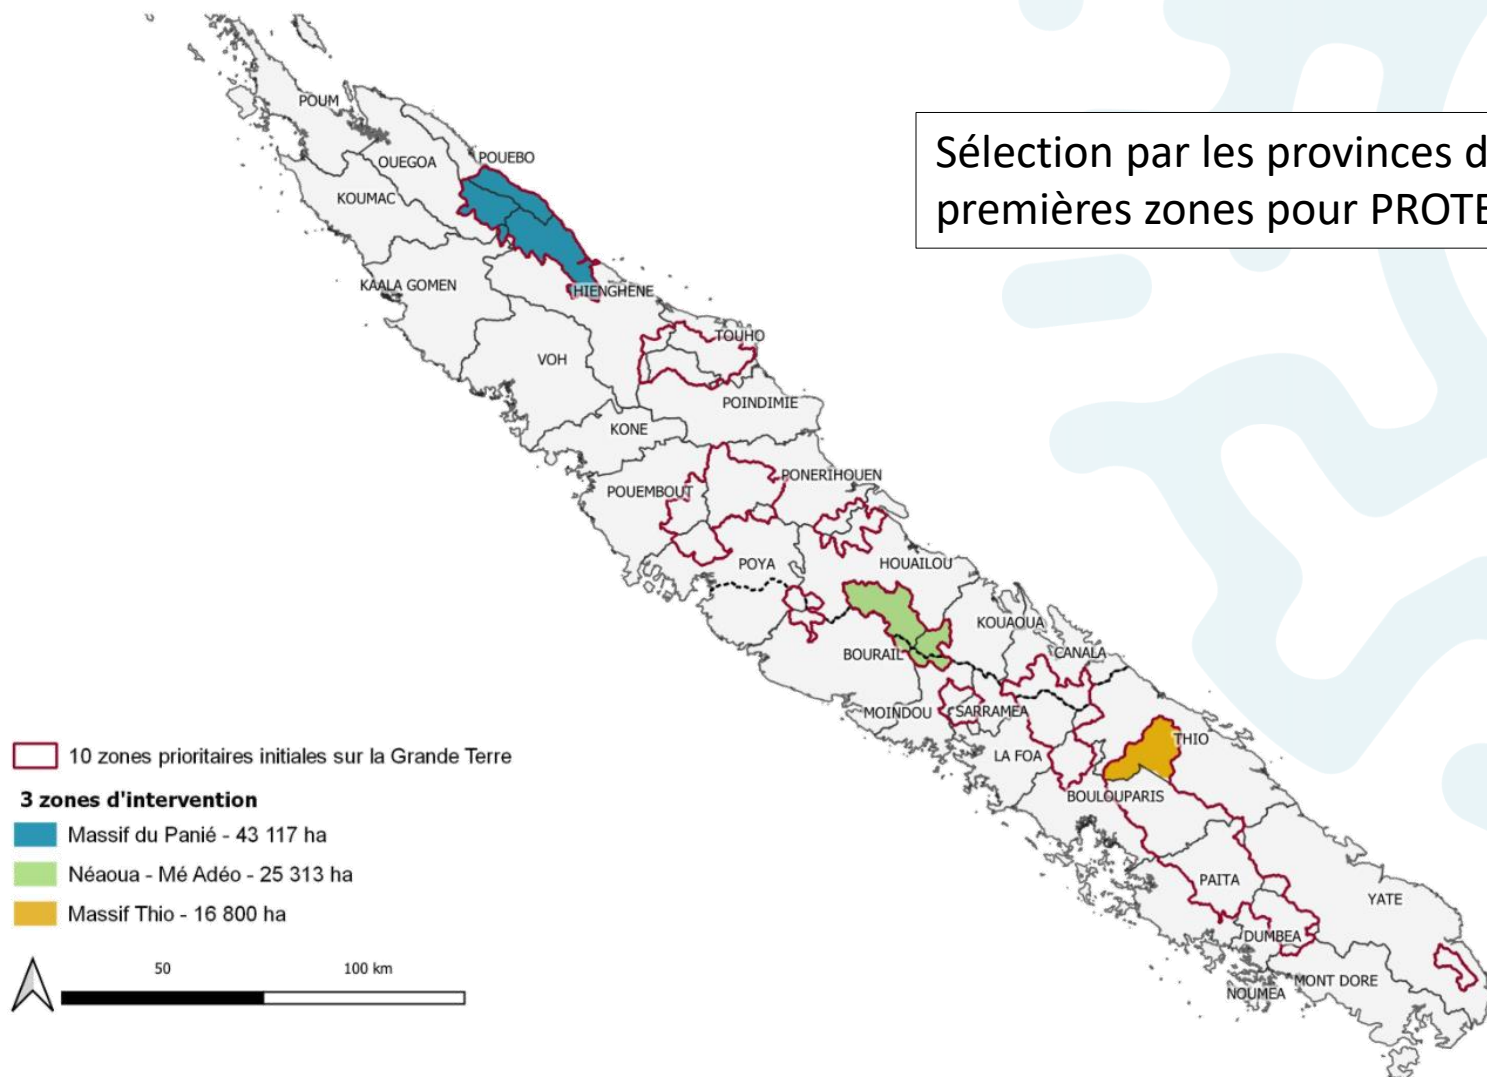 POUM
OUEGOA
POUEBO
KOUMAC
Sélection par les provinces d
premières zones pour PROTE
KAALA GOMEN
HIENGHENE
TOUHO
VOH
POINDIMIE
KONE
PONERIHOUEN
POUEMBOUT
POYA
HOUAILOU
KOUAOUA
BOURAIL
CANALA
MOINDOU
SARRAMEA
THIO
LA FOA
BOULOUPARIS
PAITA
YATE
DUMBEA
MONT DORE
NOUMEA
10 zones prioritaires initiales sur la Grande Terre
3 zones d'intervention
Massif du Panié - 43 117 ha
Néaoua - Mé Adéo - 25 313 ha
Massif Thio - 16 800 ha
50
100 km